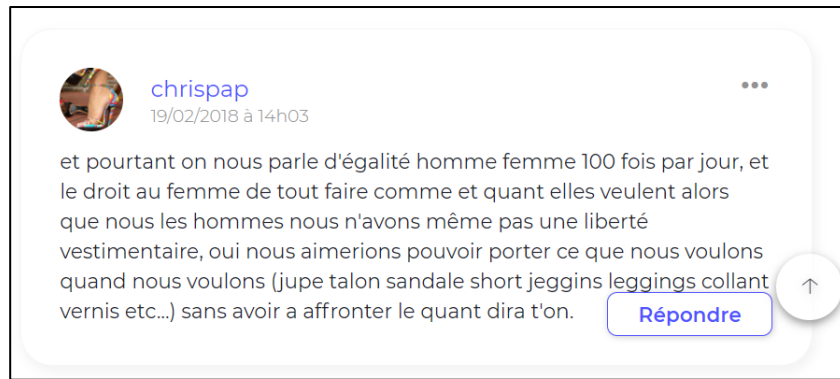 chrispap
19/02/2018 à 14h03
et pourtant on nous parle d'égalité homme femme 100 fois par jour, et
le droit au femme de tout faire comme et quant elles veulent alors
que nous les hommes nous n'avons même pas une liberté
vestimentaire, oui nous aimerions pouvoir porter ce que nous voulons
quand nous voulons (jupe talon sandale short jeggins leggings collant
vernis etc...) sans avoir a affronter le quant dira t'on.
Répondre